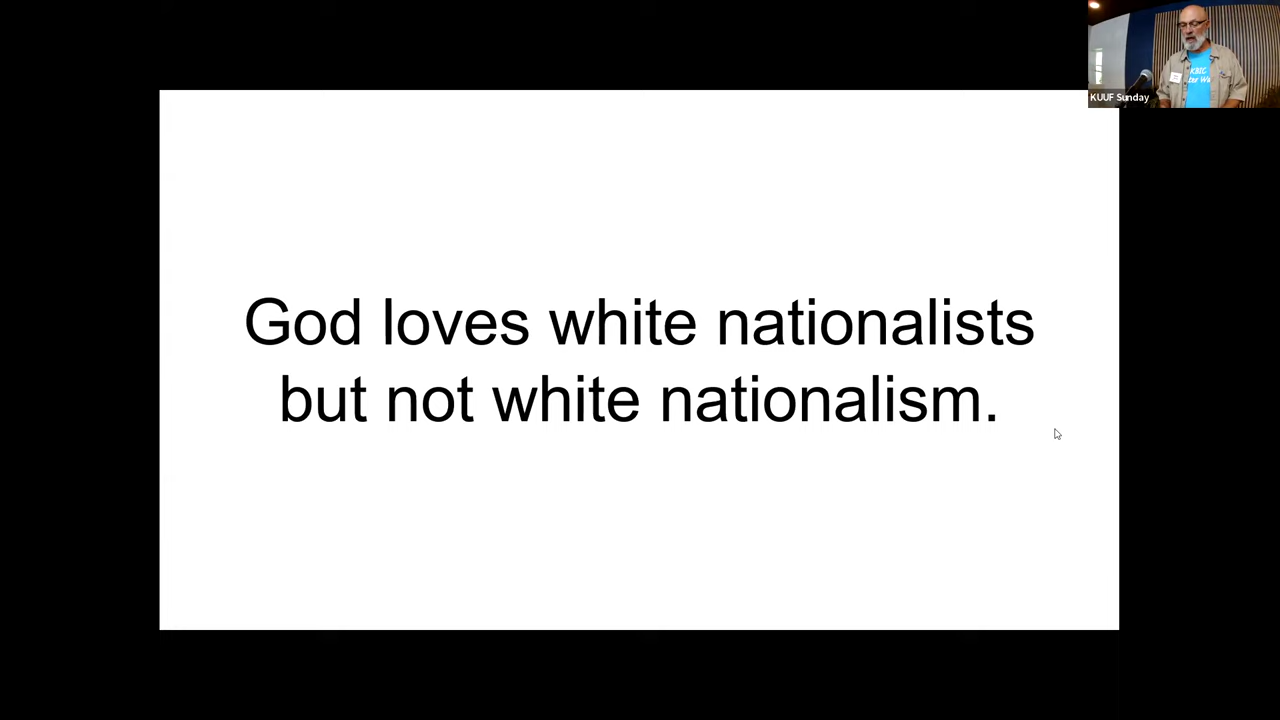 KUUF Sunday
God loves white nationalists
but not white nationalism.